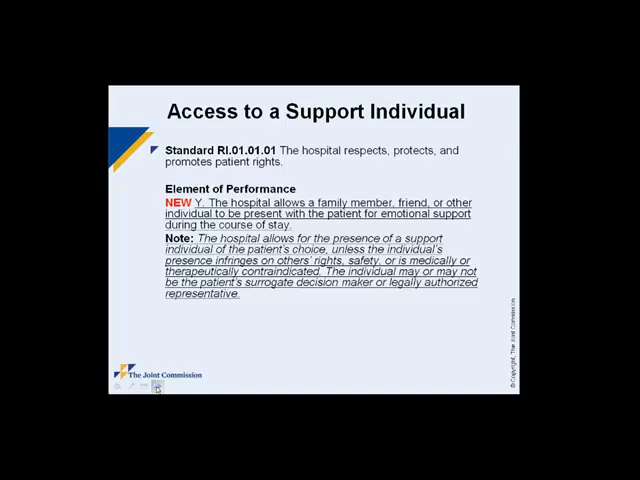 Access to a Support Individual
Standard RI.01.01.01 The hospital respects, protects, and
promotes patient rights.
Element of Performance
NEW Y. The hospital allows a family member, friend, or other
individual to be present with the patient for emotional support
during the course of stay.
Note: The hospital allows for the presence of a support
individual of the patient's choice, unless the individual's
presence infringes on others' rights, safety, or is medically or
therapeutically contraindicated. The individual may or may not
be the patient's surrogate decision maker or legally authorized
representative.
The Joint Commission
© Copyright, The Joint Commission